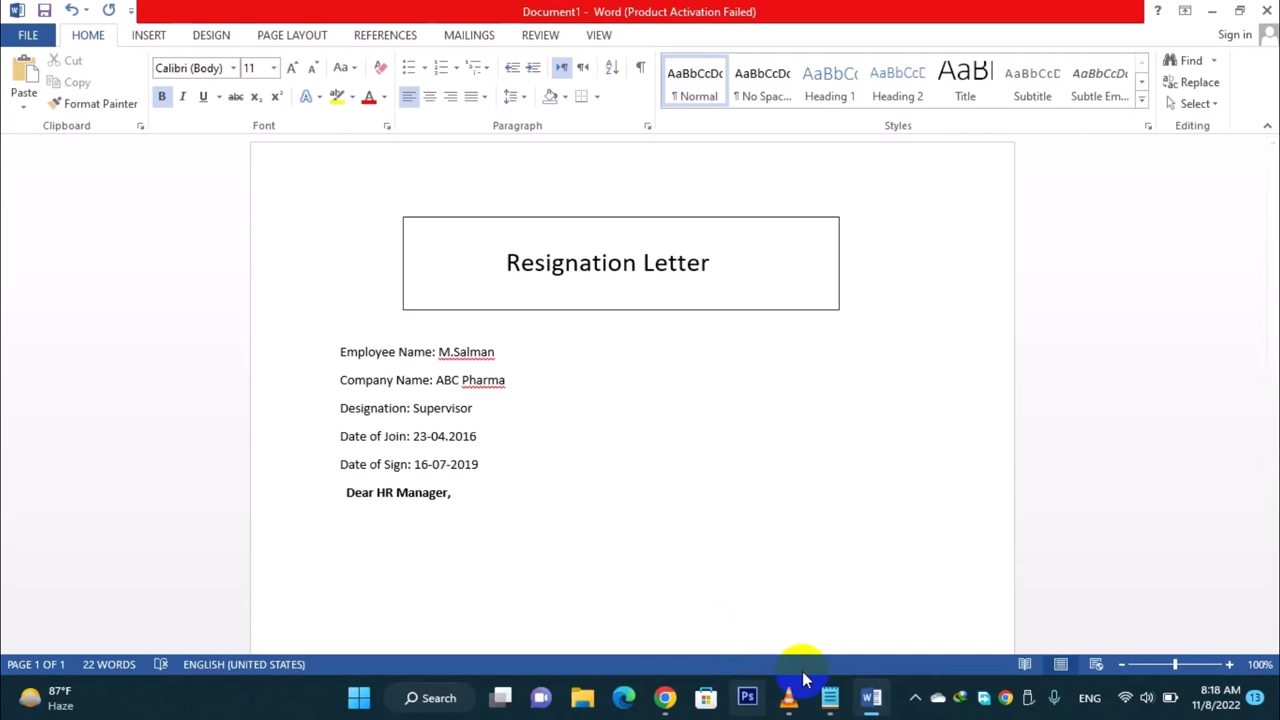 Document1 - Word (Product Activation Failed)
FILE HOME INSERT DESIGN PAGE LAYOUT REFERENCES MAILINGS REVIEW VIEW Sign in
Paste Cut Copy Format Painter
Clipboard
Calibri (Body) 11
Font
Paragraph
AaBbCcDc AaBbCcDc AaBbCc AaBbCcD AaB AaBbCcD AaBbCcDc
¶ Normal ¶ No Spac... Heading 1 Heading 2 Title Subtitle Subtle Em...
Styles
Find
Replace
Select
Editing
Resignation Letter
Employee Name: M.Salman
Company Name: ABC Pharma
Designation: Supervisor
Date of Join: 23-04.2016
Date of Sign: 16-07-2019
Dear HR Manager,
PAGE 1 OF 1 22 WORDS ENGLISH (UNITED STATES) 100%
87°F
Haze
Search
Ps
ENG
8:18 AM
11/8/2022
13